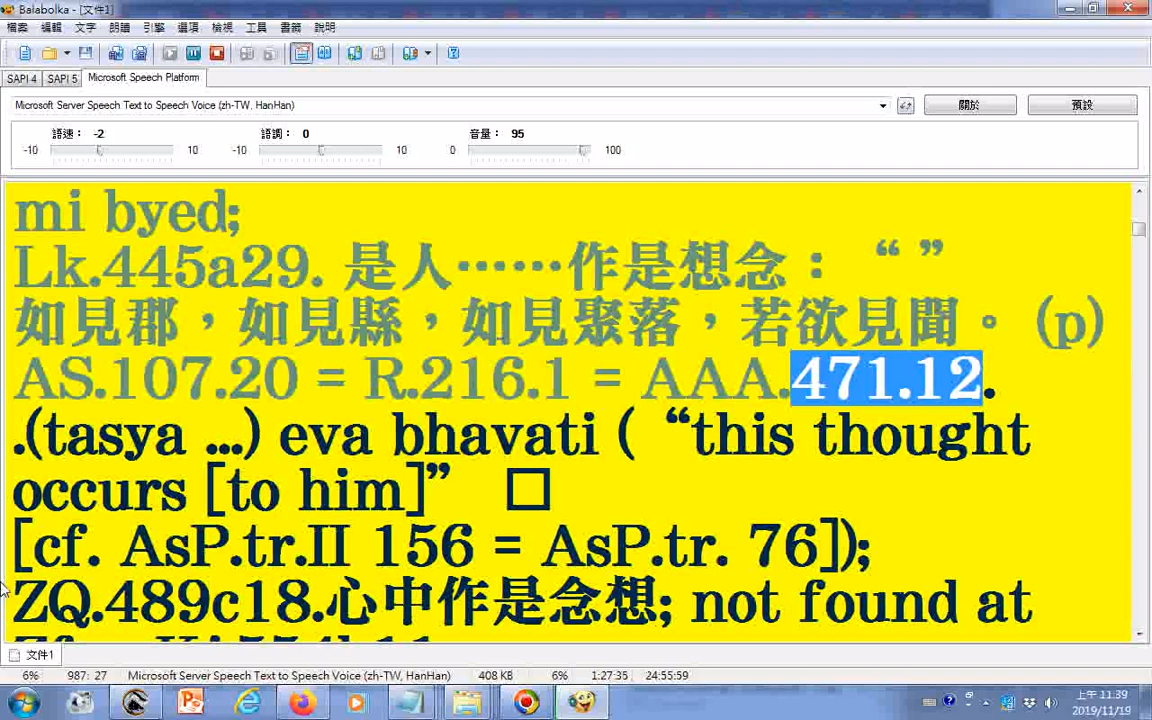 Balabolka - [文件1]
檔案 編輯 文字 朗讀 引擎 選項 檢視 工具 書籤 說明
SAPI 4 SAPI 5 Microsoft Speech Platform
Microsoft Server Speech Text to Speech Voice (zh-TW, HanHan) 關於 預設
語速： -2 語調： 0 音量： 95
-10 10 -10 10 0 100
mi byed;
Lk.445a29. 是人……作是想念：“ ”
如見郡，如見縣，如見聚落，若欲見聞。 (p)
AS.107.20 = R.216.1 = AAA.471.12.
.(tasya ...) eva bhavati (“this thought
occurs [to him]” □
[cf. AsP.tr.II 156 = AsP.tr. 76]);
ZQ.489c18.心中作是念想; not found at
文件1
6% 987: 27 Microsoft Server Speech Text to Speech Voice (zh-TW, HanHan) 408 KB 6% 1:27:35 24:55:59
上午 11:39
2019/11/19